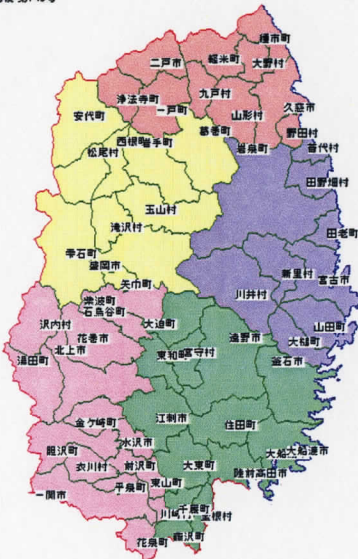 種市町
二戸市
軽米町
大野村
浄法寺町
九戸村
久慈市
安代町
一戸町
山形村
葛巻町
野田村
西根町
岩手町
岩泉町
普代村
松尾村
田野畑村
玉山村
滝沢村
田老町
雫石町
盛岡市
新里村
宮古市
矢巾町
川井村
紫波町
石鳥谷町
大迫町
山田町
沢内村
花巻市
遠野市
大槌町
北上市
東和町
宮守村
湯田町
釜石市
江刺市
金ケ崎町
住田町
水沢市
胆沢町
大船
大船渡市
衣川村
前沢町
大東町
陸前高田市
平泉町
東山町
一関市
千厩町
川崎村
室根村
花泉町
藤沢町